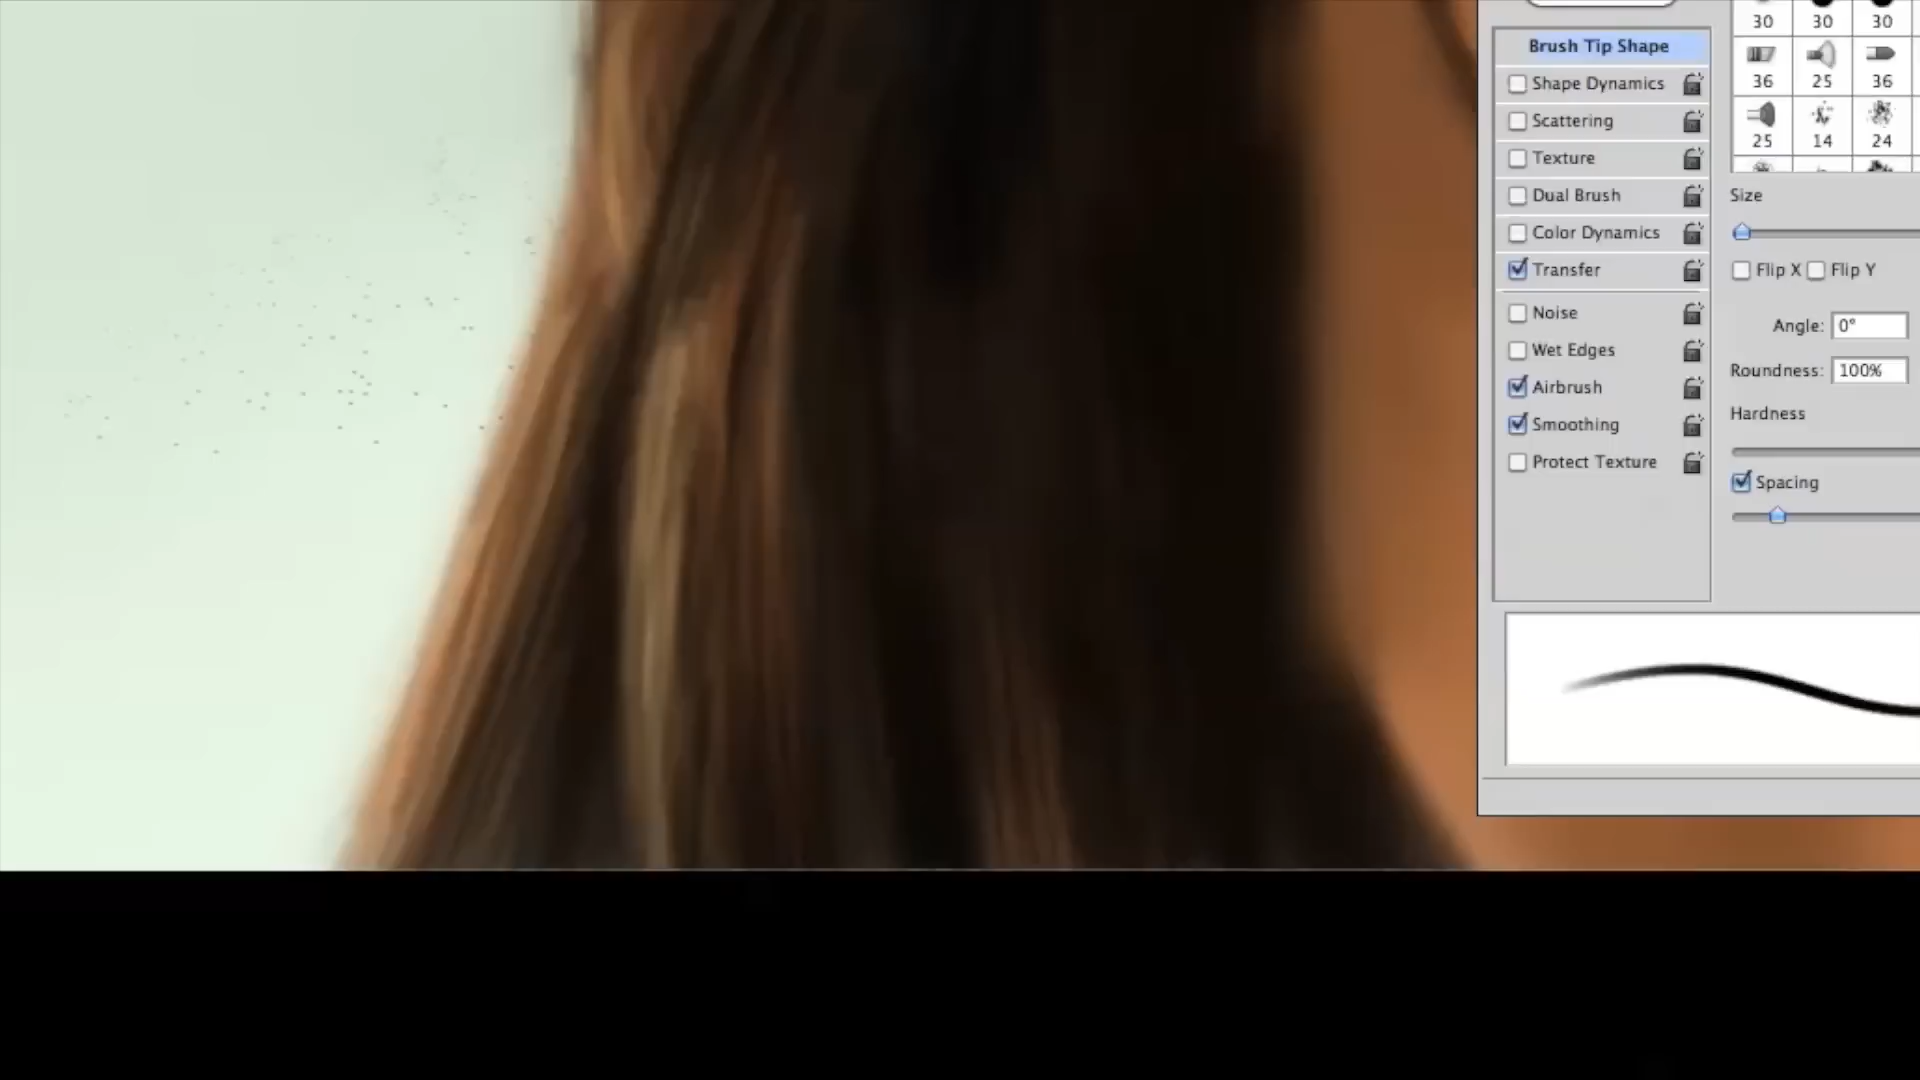 30 30 30
Brush Tip Shape
Shape Dynamics
36 25 36
Scattering
25 14 24
Texture
Dual Brush
Size
Color Dynamics
Transfer
Flip X Flip Y
Noise
Angle: 0°
Wet Edges
Roundness: 100%
Airbrush
Hardness
Smoothing
Protect Texture
Spacing